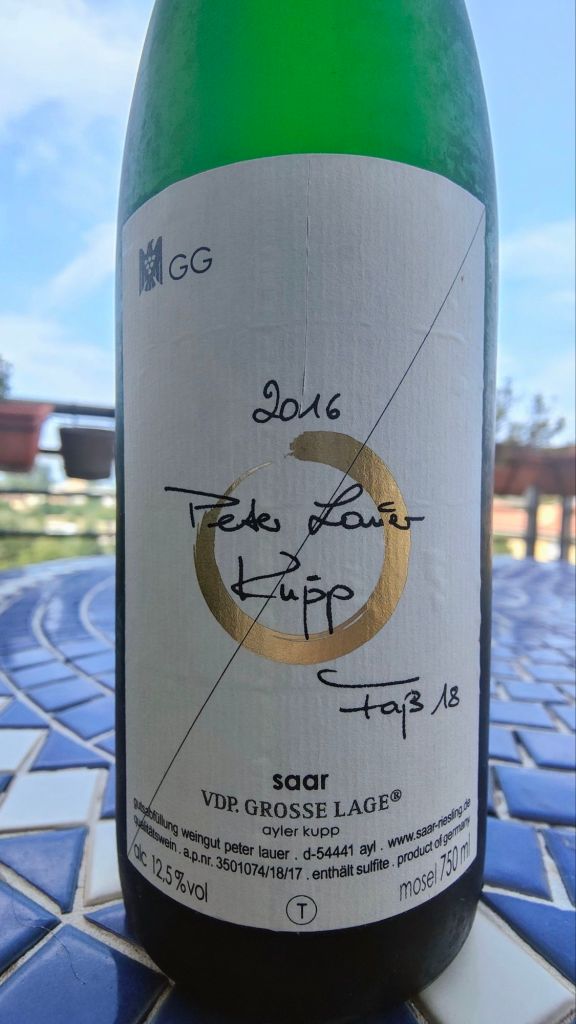 GG
2016
Peter Lauer
Kupp
Faß 18
saar
VDP. GROSSE LAGE®
ayler kupp
gutsabfüllung weingut peter lauer . d-54441 ayl . www.saar-riesling.de
qualitätswein . a.p.nr. 3501074/18/17 . enthält sulfite . product of germany
alc 12,5%vol
mosel 750 ml
T